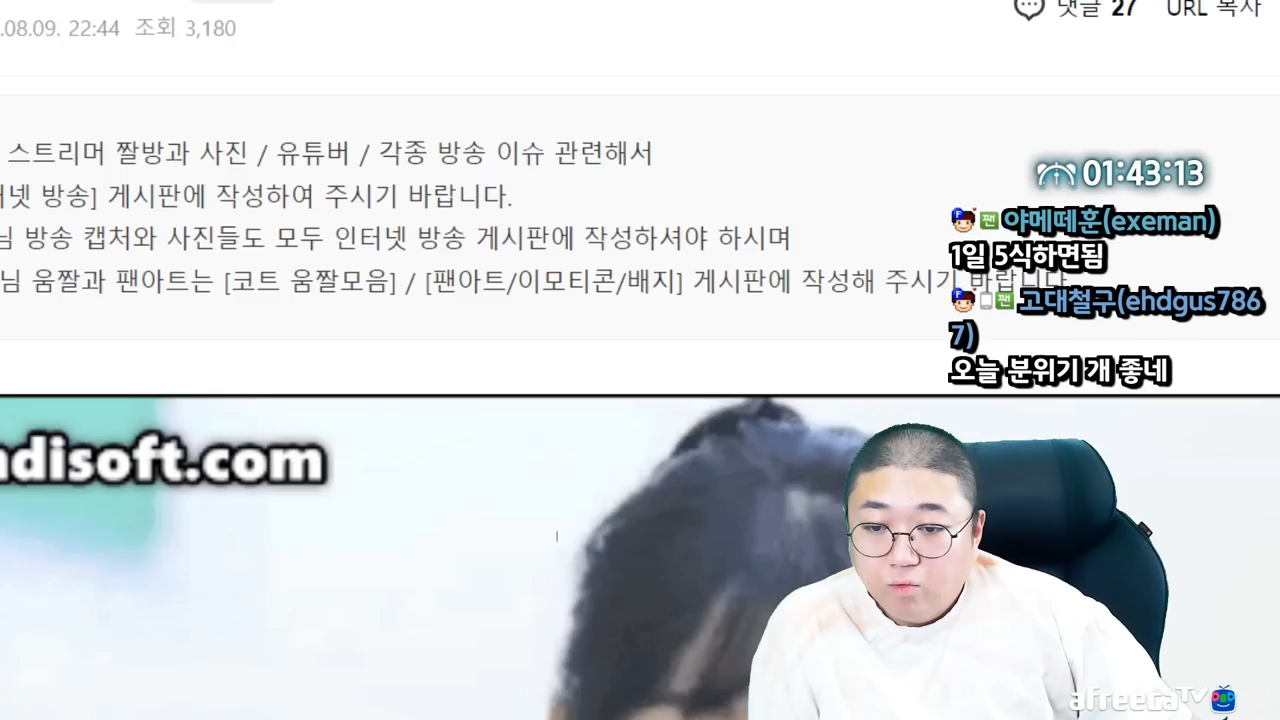 .08.09. 22:44 조회 3,180
댓글 27 URL 복사
스트리머 짤방과 사진 / 유튜버 / 각종 방송 이슈 관련해서
터넷 방송] 게시판에 작성하여 주시기 바랍니다.
님 방송 캡처와 사진들도 모두 인터넷 방송 게시판에 작성하셔야 하시며
님 움짤과 팬아트는 [코트 움짤모음] / [팬아트/이모티콘/배지] 게시판에 작성해 주시기 바랍니다.
01:43:13
팬 야메떼훈(exeman)
1일 5식하면됨
팬 고대철구(ehdgus786
7)
오늘 분위기 개 좋네
adisoft.com
afreecaTV